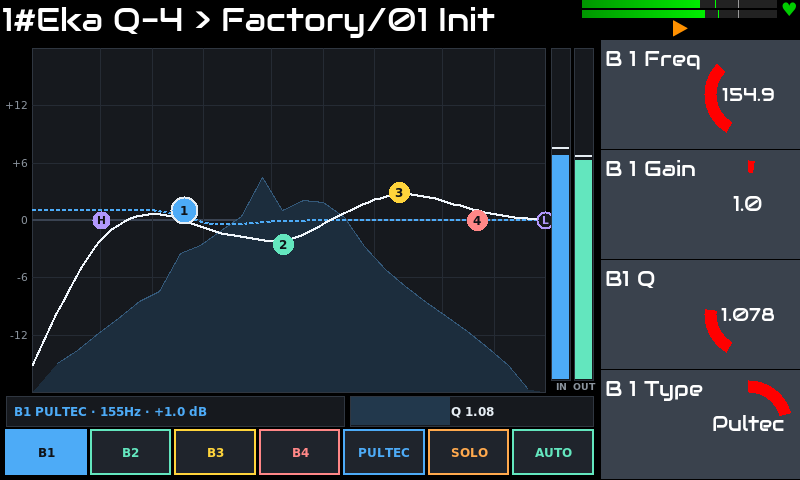 1#Eka Q-4 > Factory/01 Init
B 1 Freq
154.9
B 1 Gain
1.0
B1 Q
1.078
B 1 Type
Pultec
+12
+6
0
-6
-12
H
1
2
3
4
L
IN OUT
B1 PULTEC · 155Hz · +1.0 dB
Q 1.08
B1 B2 B3 B4 PULTEC SOLO AUTO